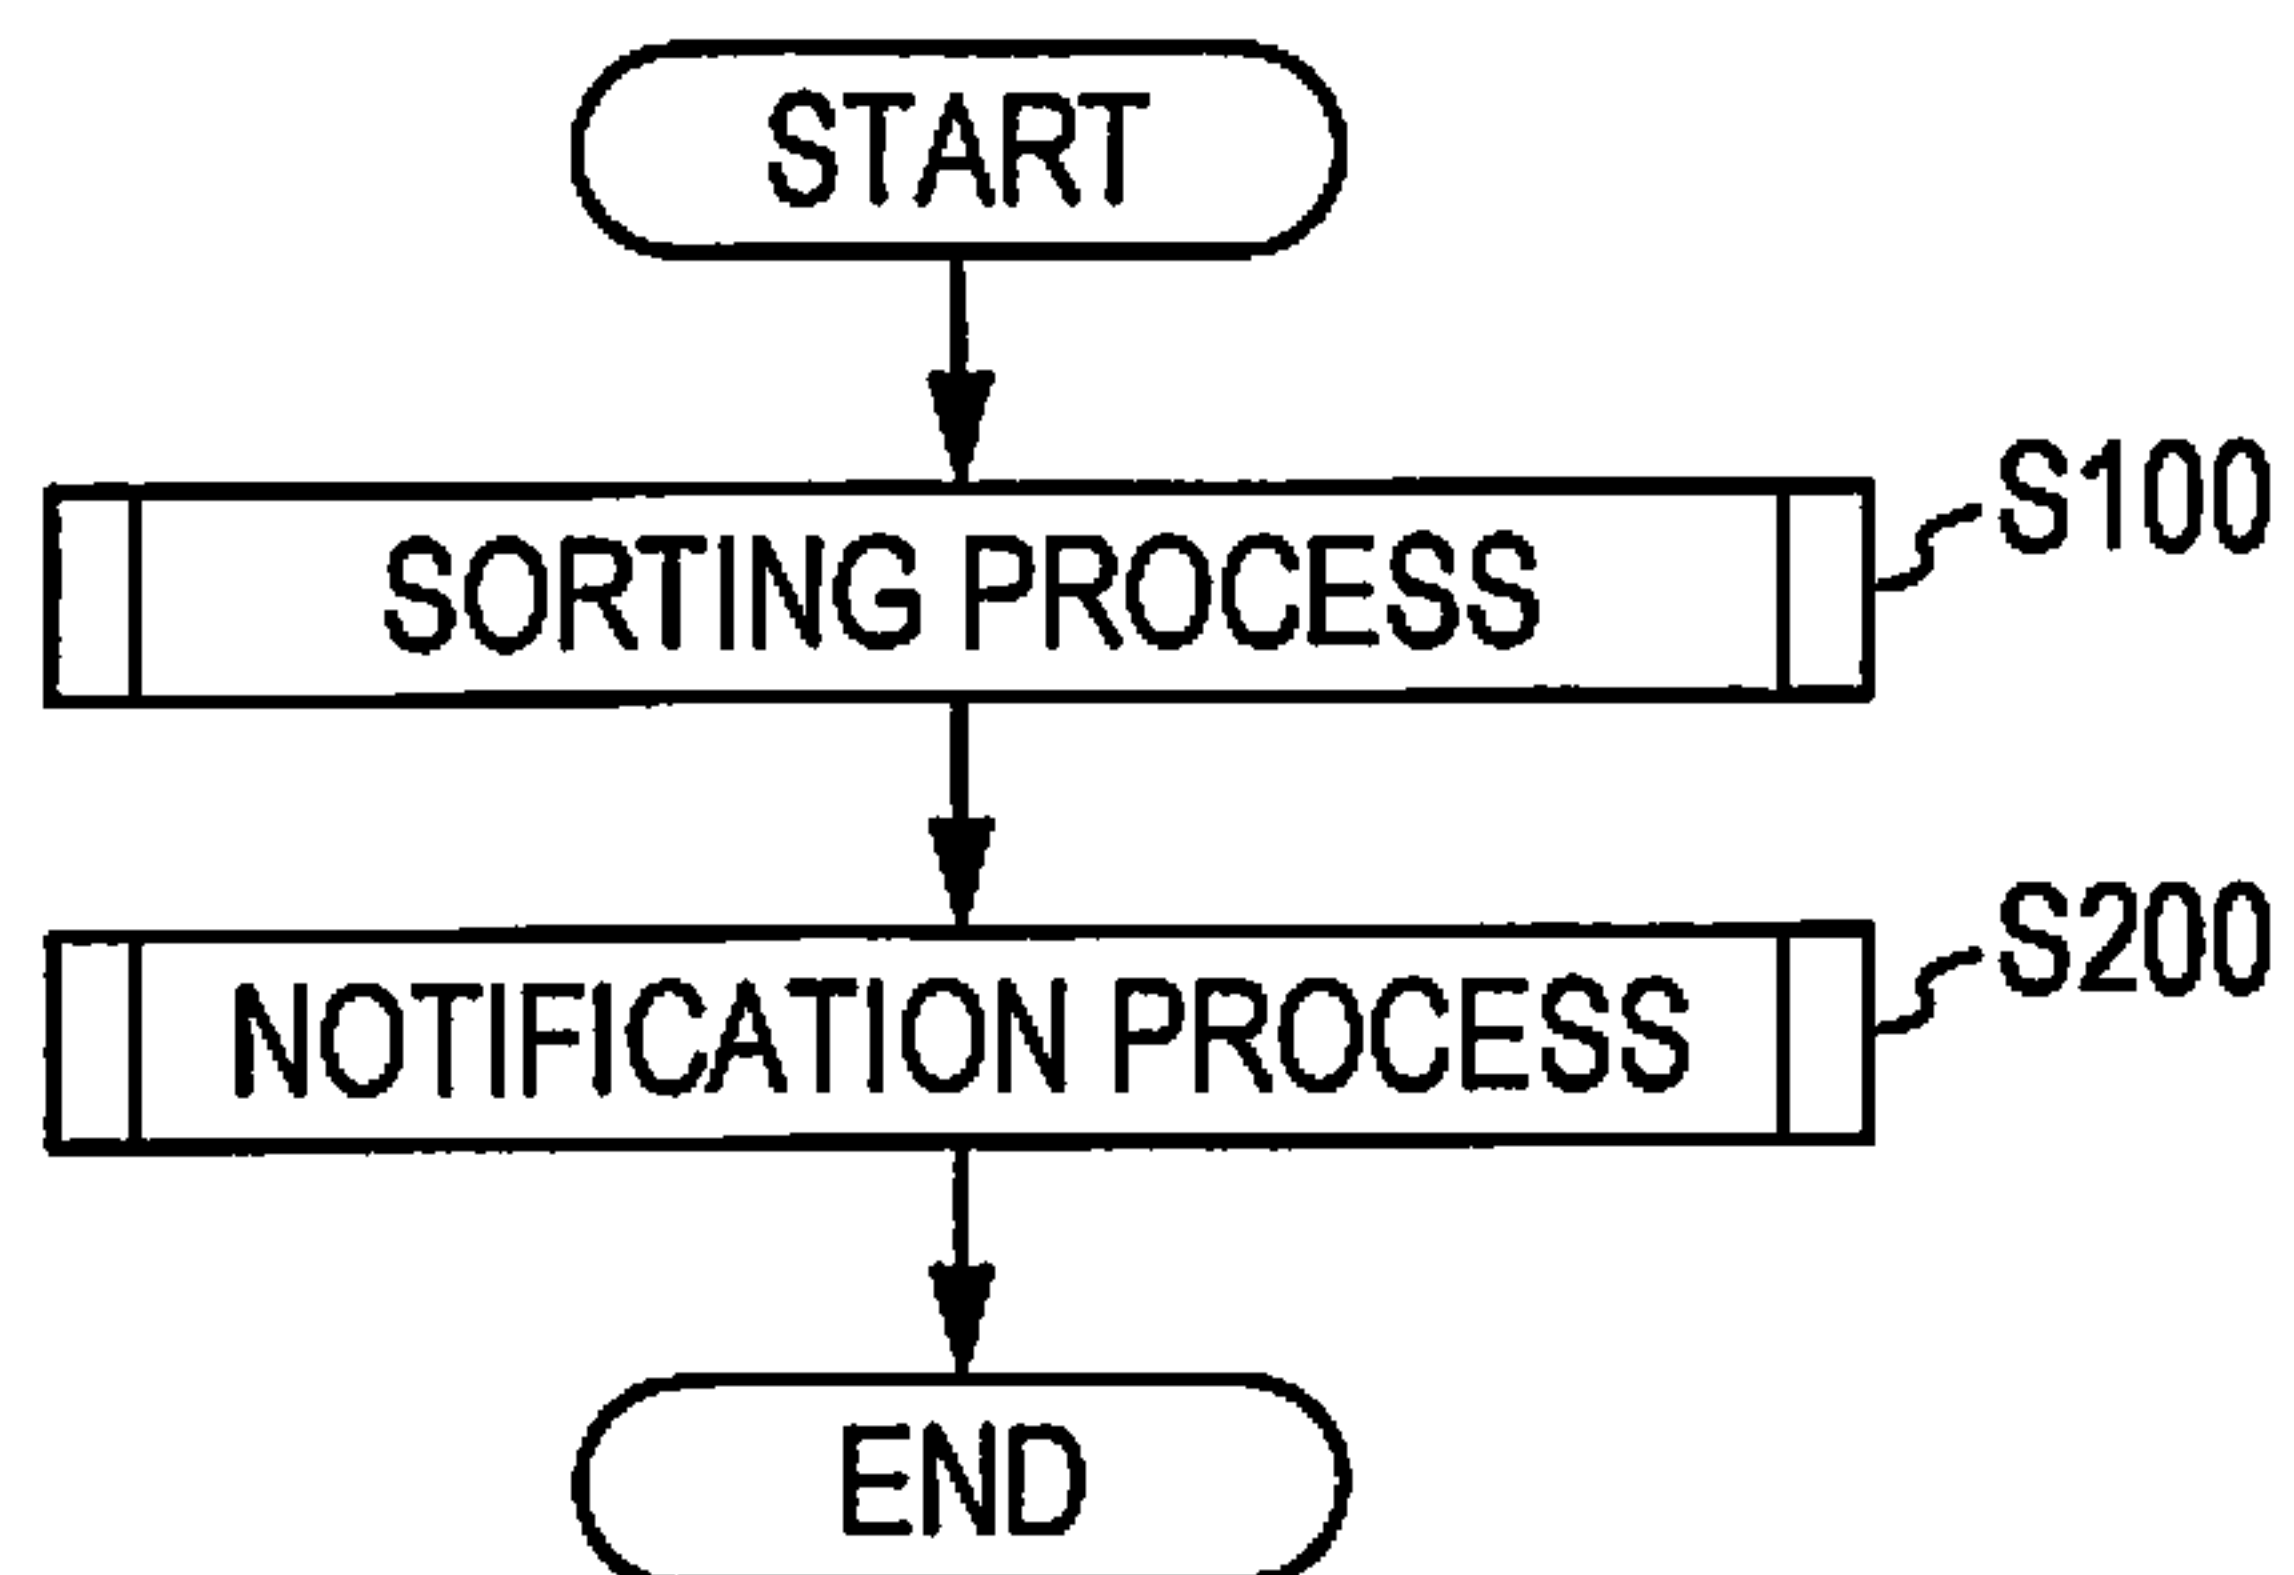 START
S100
SORTING PROCESS
S200
NOTIFICATION PROCESS
END